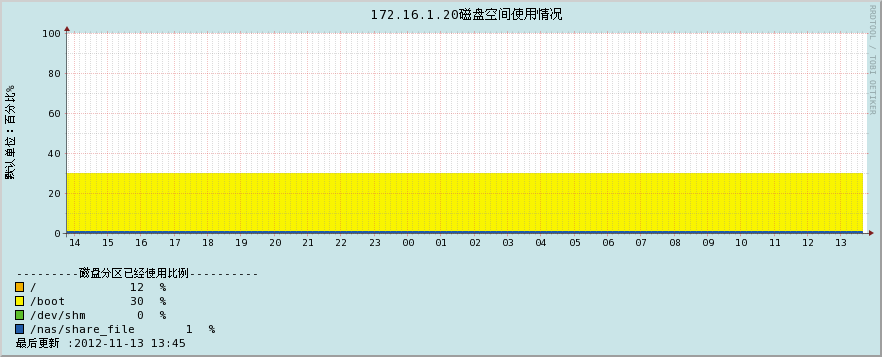 172.16.1.20磁盘空间使用情况
RRDTOOL / TOBI OETIKER
默认单位：百分比%
100
80
60
40
20
0
14 15 16 17 18 19 20 21 22 23 00 01 02 03 04 05 06 07 08 09 10 11 12 13
---------磁盘分区已经使用比例----------
/ 12 %
/boot 30 %
/dev/shm 0 %
/nas/share_file 1 %
最后更新 :2012-11-13 13:45